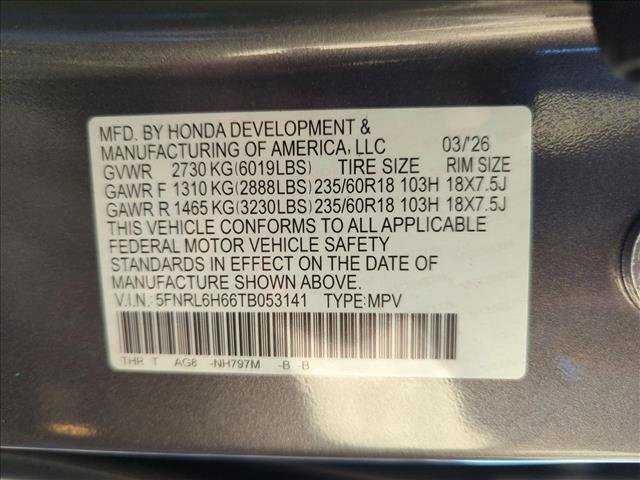 MFD. BY HONDA DEVELOPMENT &
MANUFACTURING OF AMERICA, LLC 03/'26
GVWR 2730 KG(6019LBS) TIRE SIZE RIM SIZE
GAWR F 1310 KG(2888LBS) 235/60R18 103H 18X7.5J
GAWR R 1465 KG(3230LBS) 235/60R18 103H 18X7.5J
THIS VEHICLE CONFORMS TO ALL APPLICABLE
FEDERAL MOTOR VEHICLE SAFETY
STANDARDS IN EFFECT ON THE DATE OF
MANUFACTURE SHOWN ABOVE.
V.I.N.: 5FNRL6H66TB053141 TYPE:MPV
THR T AG8 -NH797M -B -B